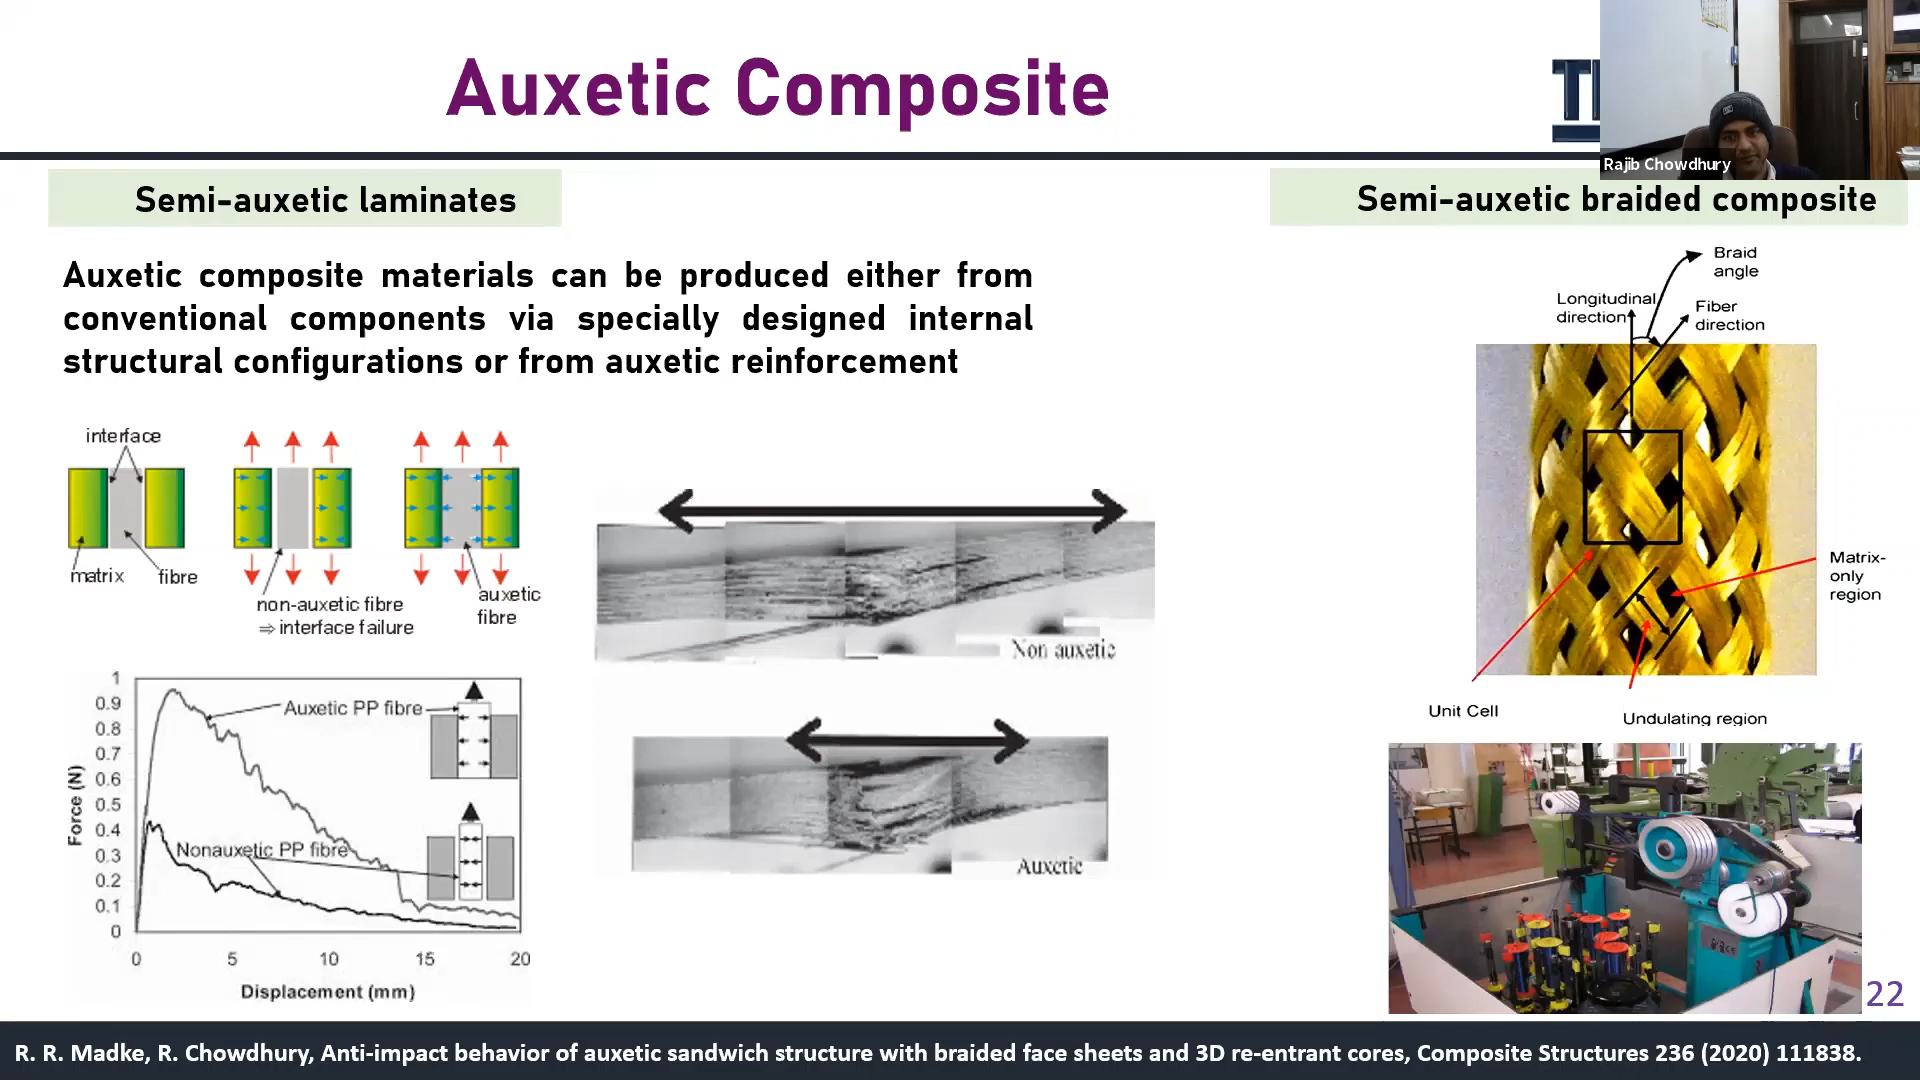 Auxetic Composite
Rajib Chowdhury
Semi-auxetic laminates
Semi-auxetic braided composite
Auxetic composite materials can be produced either from
conventional components via specially designed internal
structural configurations or from auxetic reinforcement
interface
matrix
fibre
non-auxetic fibre
⇒ interface failure
auxetic
fibre
1
0.9
0.8
0.7
0.6
0.5
0.4
0.3
0.2
0.1
0
Force (N)
Auxetic PP fibre
Nonauxetic PP fibre
0 5 10 15 20
Displacement (mm)
Non auxetic
Auxetic
Braid
angle
Longitudinal
direction
Fiber
direction
Matrix-
only
region
Unit Cell
Undulating region
22
R. R. Madke, R. Chowdhury, Anti-impact behavior of auxetic sandwich structure with braided face sheets and 3D re-entrant cores, Composite Structures 236 (2020) 111838.